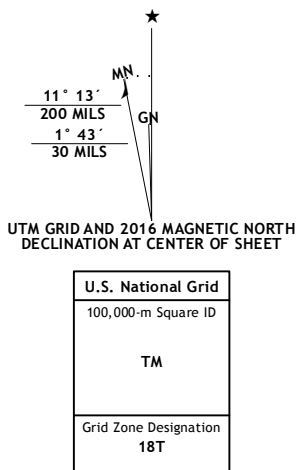 ★
MN
GN
11° 13´
200 MILS
1° 43´
30 MILS
UTM GRID AND 2016 MAGNETIC NORTH
DECLINATION AT CENTER OF SHEET
U.S. National Grid
100,000-m Square ID
TM
Grid Zone Designation
18T